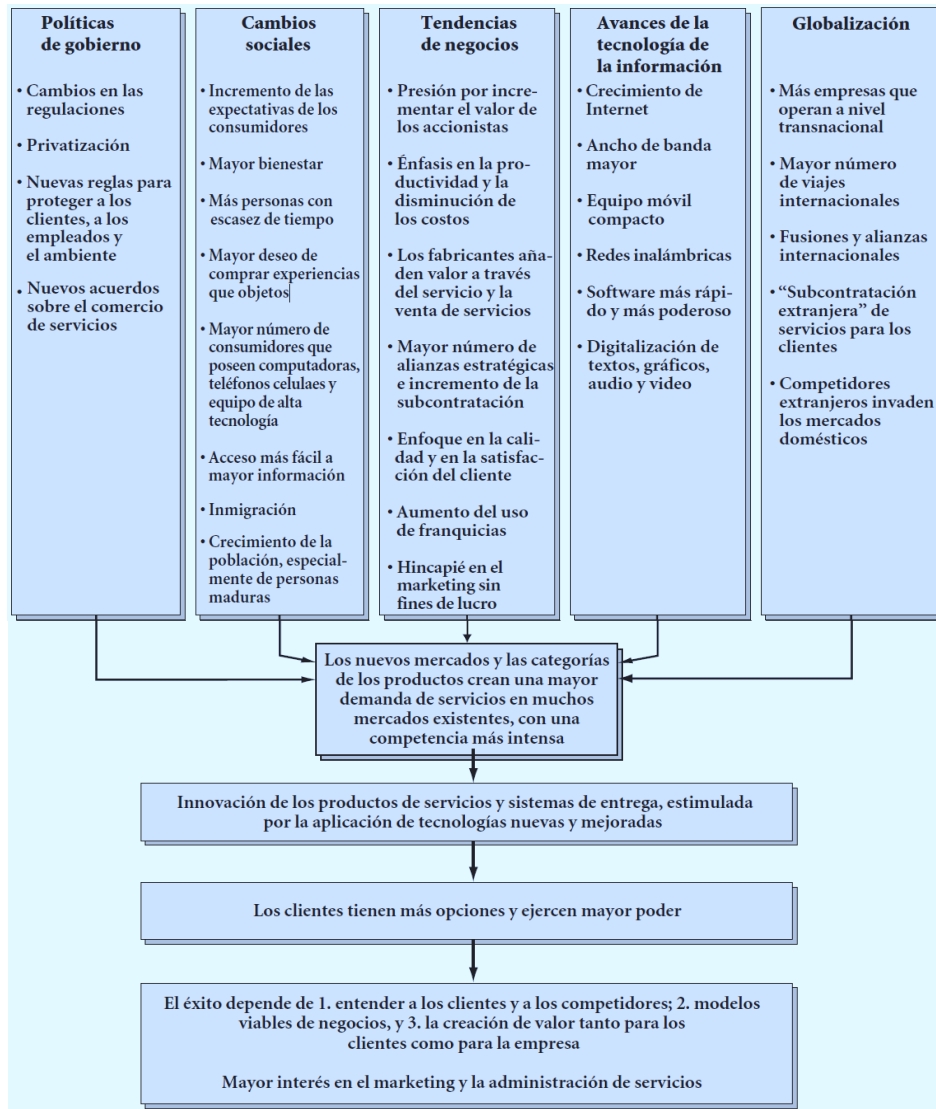 Políticas
de gobierno
• Cambios en las
regulaciones
• Privatización
• Nuevas reglas para
proteger a los
clientes, a los
empleados y
el ambiente
• Nuevos acuerdos
sobre el comercio
de servicios
Cambios
sociales
• Incremento de las
expectativas de los
consumidores
• Mayor bienestar
• Más personas con
escasez de tiempo
• Mayor deseo de
comprar experiencias
que objetos
• Mayor número de
consumidores que
poseen computadoras,
teléfonos celulaes y
equipo de alta
tecnología
• Acceso más fácil a
mayor información
• Inmigración
• Crecimiento de la
población, especial-
mente de personas
maduras
Tendencias
de negocios
• Presión por incre-
mentar el valor de
los accionistas
• Énfasis en la pro-
ductividad y la
disminución de
los costos
• Los fabricantes aña-
den valor a través
del servicio y la
venta de servicios
• Mayor número de
alianzas estratégicas
e incremento de la
subcontratación
• Enfoque en la cali-
dad y en la satisfac-
ción del cliente
• Aumento del uso
de franquicias
• Hincapié en el
marketing sin
fines de lucro
Avances de la
tecnología de
la información
• Crecimiento de
Internet
• Ancho de banda
mayor
• Equipo móvil
compacto
• Redes inalámbricas
• Software más rápi-
do y más poderoso
• Digitalización de
textos, gráficos,
audio y video
Globalización
• Más empresas que
operan a nivel
transnacional
• Mayor número
de viajes
internacionales
• Fusiones y alianzas
internacionales
• “Subcontratación
extranjera” de
servicios para los
clientes
• Competidores
extranjeros invaden
los mercados
domésticos
Los nuevos mercados y las categorías
de los productos crean una mayor
demanda de servicios en muchos
mercados existentes, con una
competencia más intensa
Innovación de los productos de servicios y sistemas de entrega, estimulada
por la aplicación de tecnologías nuevas y mejoradas
Los clientes tienen más opciones y ejercen mayor poder
El éxito depende de 1. entender a los clientes y a los competidores; 2. modelos
viables de negocios, y 3. la creación de valor tanto para los
clientes como para la empresa
Mayor interés en el marketing y la administración de servicios